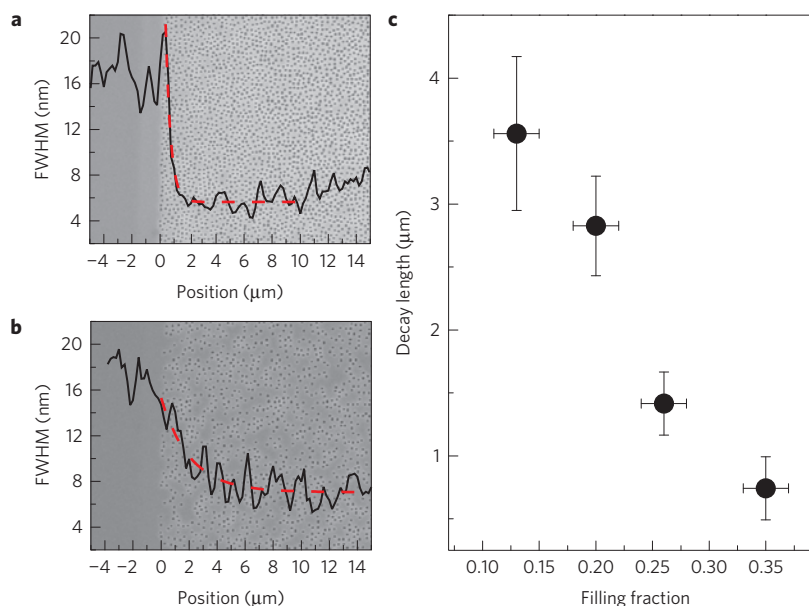 a
20
16
12
8
4
FWHM (nm)
−4 −2 0 2 4 6 8 10 12 14
Position (μm)
b
20
16
12
8
4
FWHM (nm)
−4 −2 0 2 4 6 8 10 12 14
Position (μm)
c
4
3
2
1
Decay length (μm)
0.10 0.15 0.20 0.25 0.30 0.35
Filling fraction